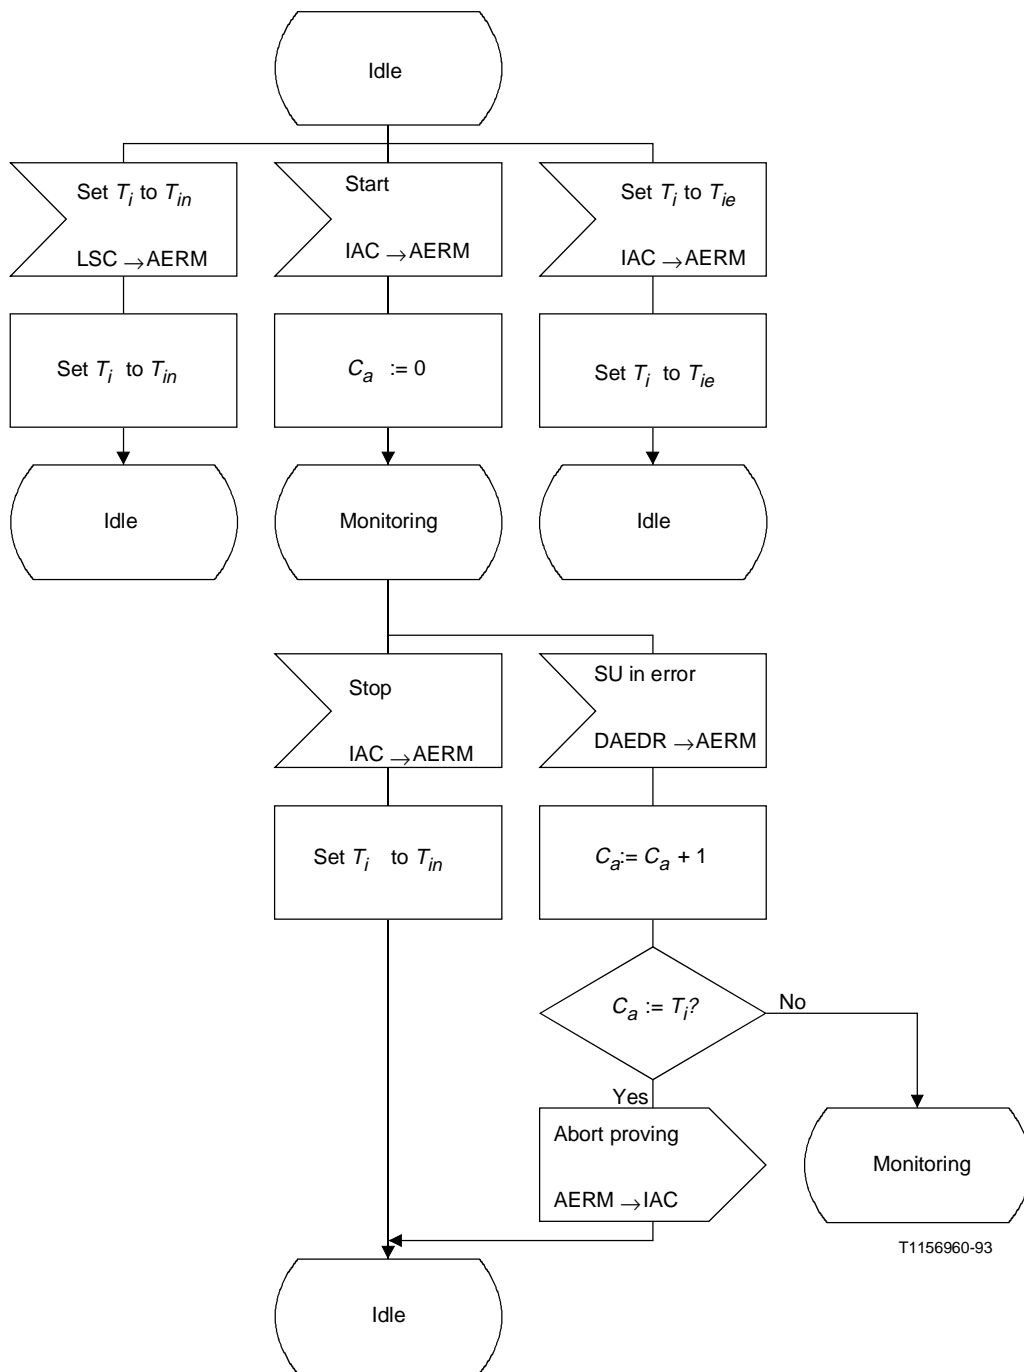 Idle
Set Ti to Tin
LSC → AERM
Start
IAC → AERM
Set Ti to Tie
IAC → AERM
Set Ti to Tin
Ca := 0
Set Ti to Tie
Idle
Monitoring
Idle
Stop
IAC → AERM
SU in error
DAEDR → AERM
Set Ti to Tin
Ca := Ca + 1
Ca := Ti?
No
Yes
Abort proving
AERM → IAC
Monitoring
T1156960-93
Idle